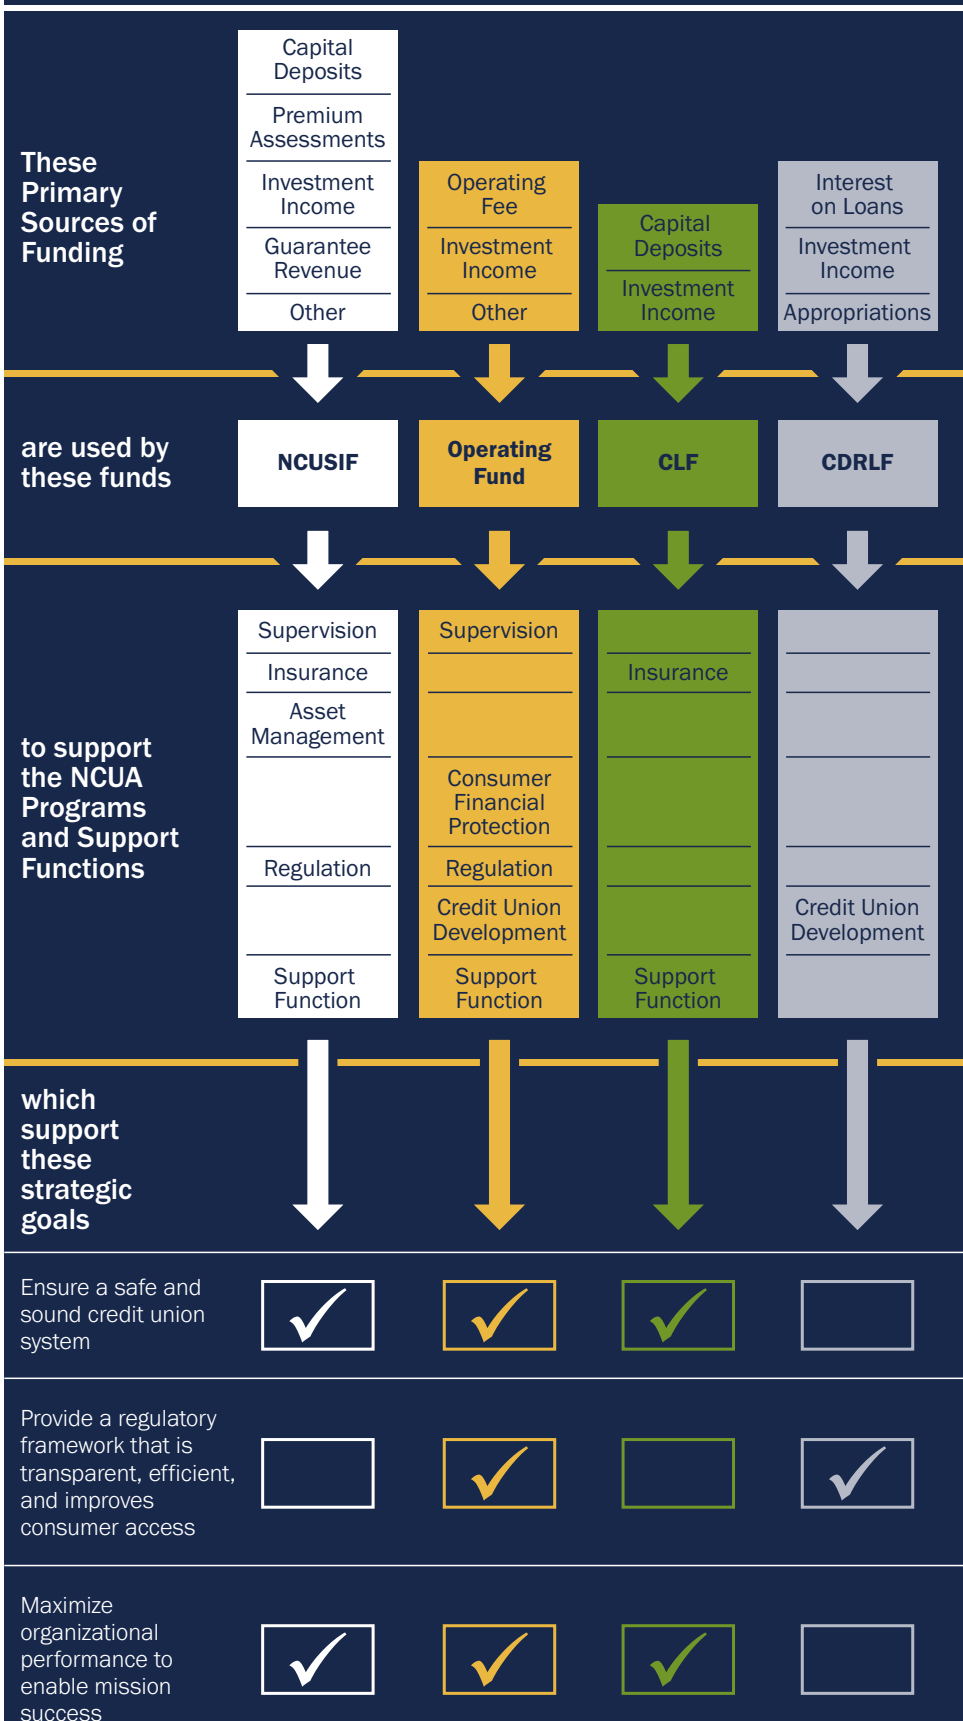 These
Primary
Sources of
Funding
Capital
Deposits
Premium
Assessments
Investment
Income
Guarantee
Revenue
Other
Operating
Fee
Investment
Income
Other
Capital
Deposits
Investment
Income
Interest
on Loans
Investment
Income
Appropriations
are used by
these funds
NCUSIF
Operating
Fund
CLF
CDRLF
to support
the NCUA
Programs
and Support
Functions
Supervision
Insurance
Asset
Management
Regulation
Support
Function
Supervision
Consumer
Financial
Protection
Regulation
Credit Union
Development
Support
Function
Insurance
Support
Function
Credit Union
Development
which
support
these
strategic
goals
Ensure a safe and
sound credit union
system
Provide a regulatory
framework that is
transparent, efficient,
and improves
consumer access
Maximize
organizational
performance to
enable mission
success